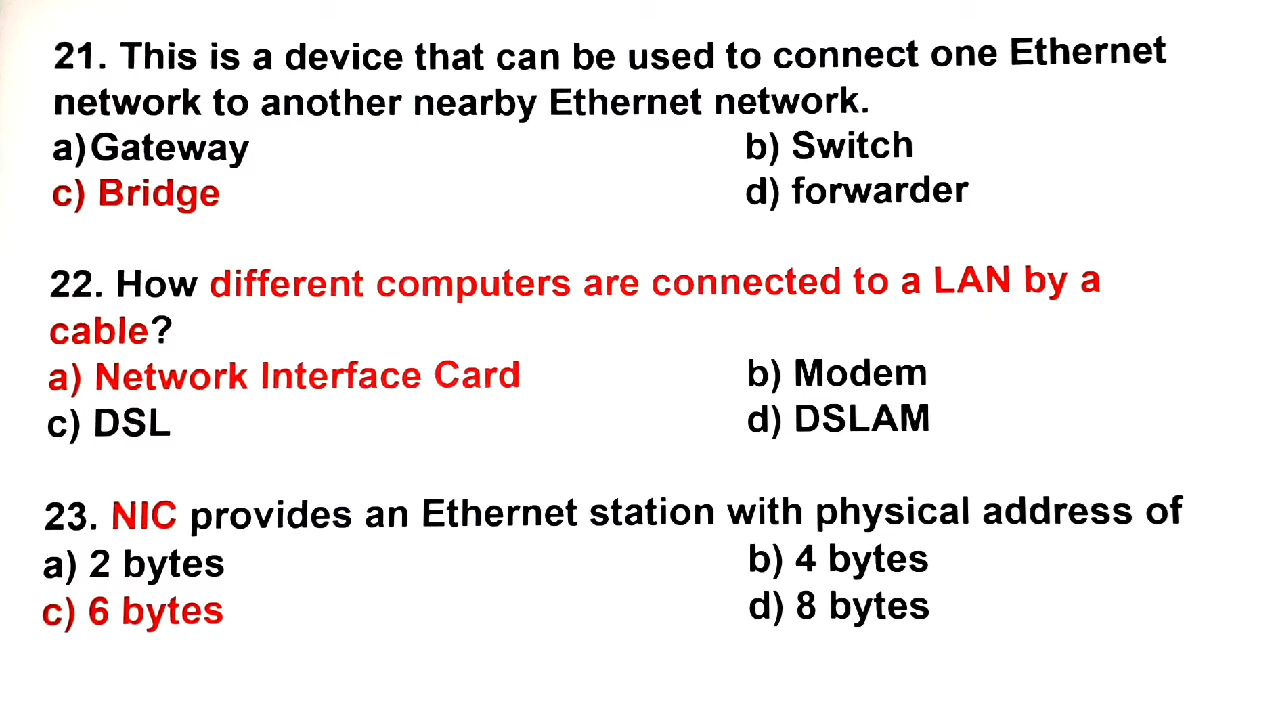 21. This is a device that can be used to connect one Ethernet
network to another nearby Ethernet network.
a)Gateway b) Switch
c) Bridge d) forwarder
22. How different computers are connected to a LAN by a
cable?
a) Network Interface Card b) Modem
c) DSL d) DSLAM
23. NIC provides an Ethernet station with physical address of
a) 2 bytes b) 4 bytes
c) 6 bytes d) 8 bytes